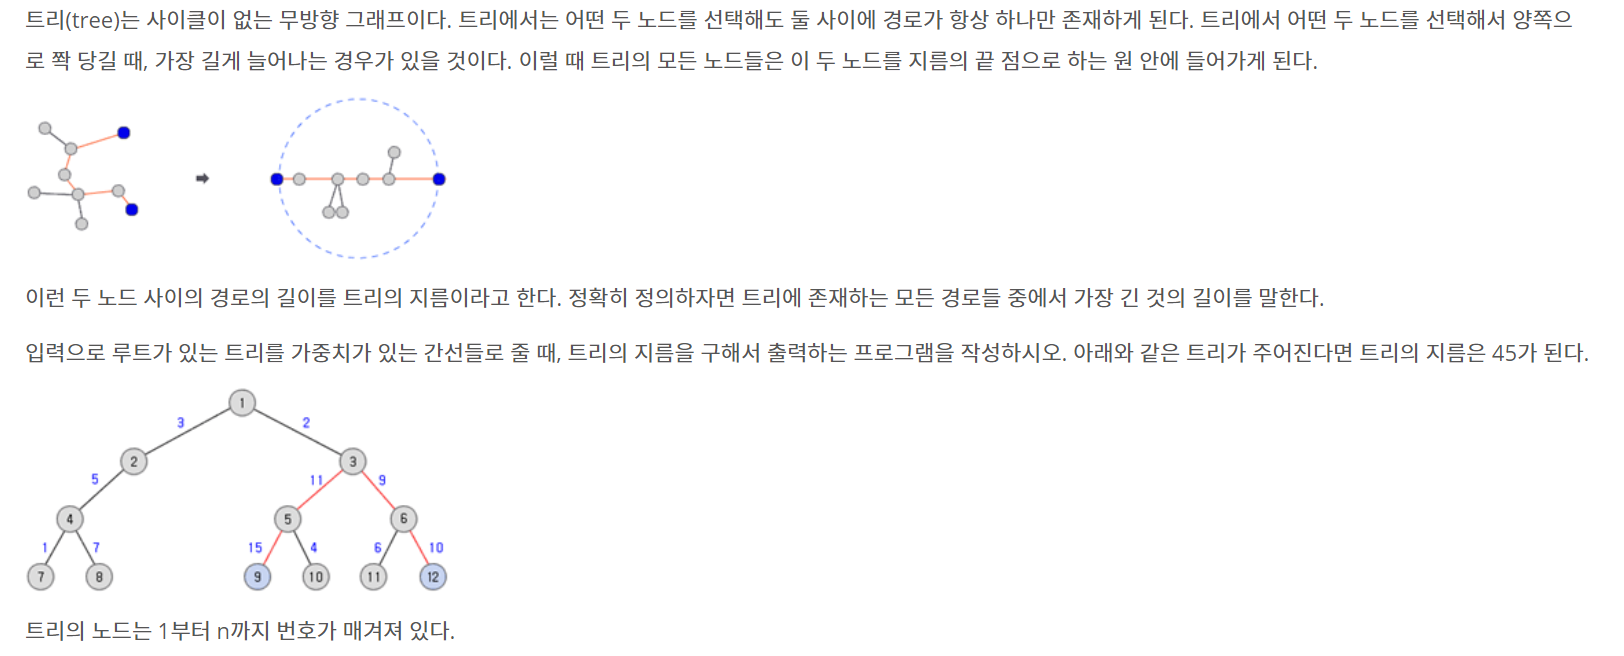 트리(tree)는 사이클이 없는 무방향 그래프이다. 트리에서는 어떤 두 노드를 선택해도 둘 사이에 경로가 항상 하나만 존재하게 된다. 트리에서 어떤 두 노드를 선택해서 양쪽으
로 쫙 당길 때, 가장 길게 늘어나는 경우가 있을 것이다. 이럴 때 트리의 모든 노드들은 이 두 노드를 지름의 끝 점으로 하는 원 안에 들어가게 된다.
이런 두 노드 사이의 경로의 길이를 트리의 지름이라고 한다. 정확히 정의하자면 트리에 존재하는 모든 경로들 중에서 가장 긴 것의 길이를 말한다.
입력으로 루트가 있는 트리를 가중치가 있는 간선들로 줄 때, 트리의 지름을 구해서 출력하는 프로그램을 작성하시오. 아래와 같은 트리가 주어진다면 트리의 지름은 45가 된다.
1
3 2
2 3
5 11 9
4 5 6
1 7 15 4 6 10
7 8 9 10 11 12
트리의 노드는 1부터 n까지 번호가 매겨져 있다.